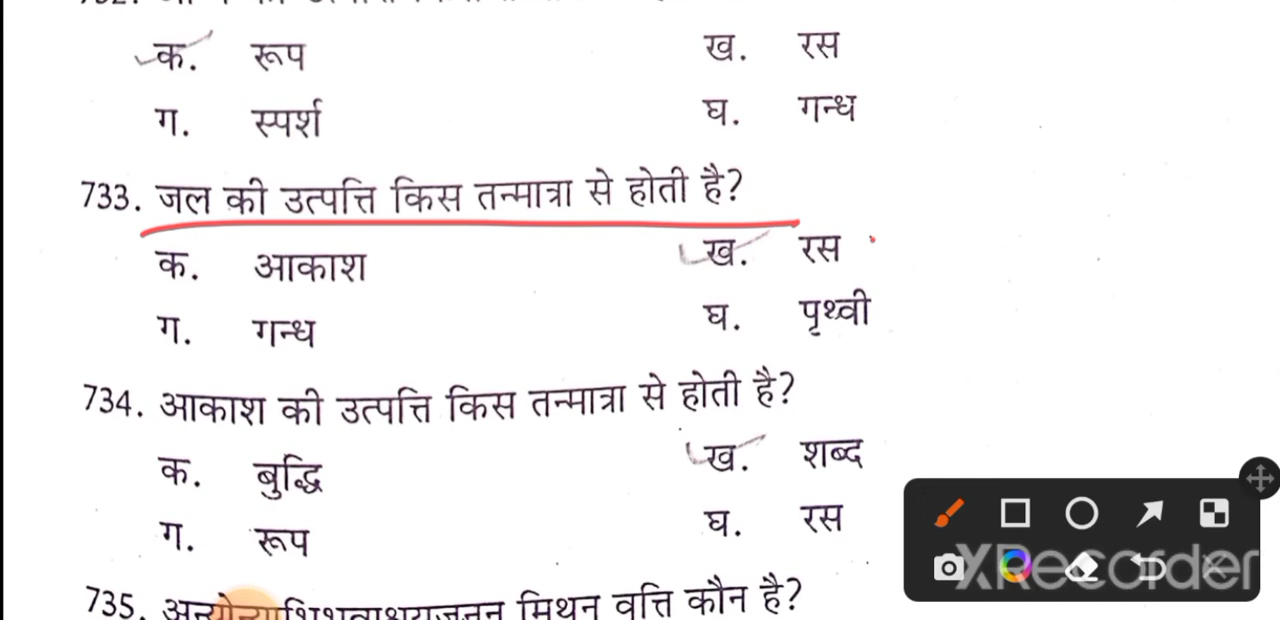 क. रूप ख. रस
ग. स्पर्श घ. गन्ध
733. जल की उत्पत्ति किस तन्मात्रा से होती है?
क. आकाश ख. रस
ग. गन्ध घ. पृथ्वी
734. आकाश की उत्पत्ति किस तन्मात्रा से होती है?
क. बुद्धि ख. शब्द
ग. रूप घ. रस
735. मिथुन वृत्ति कौन है?
XRecorder